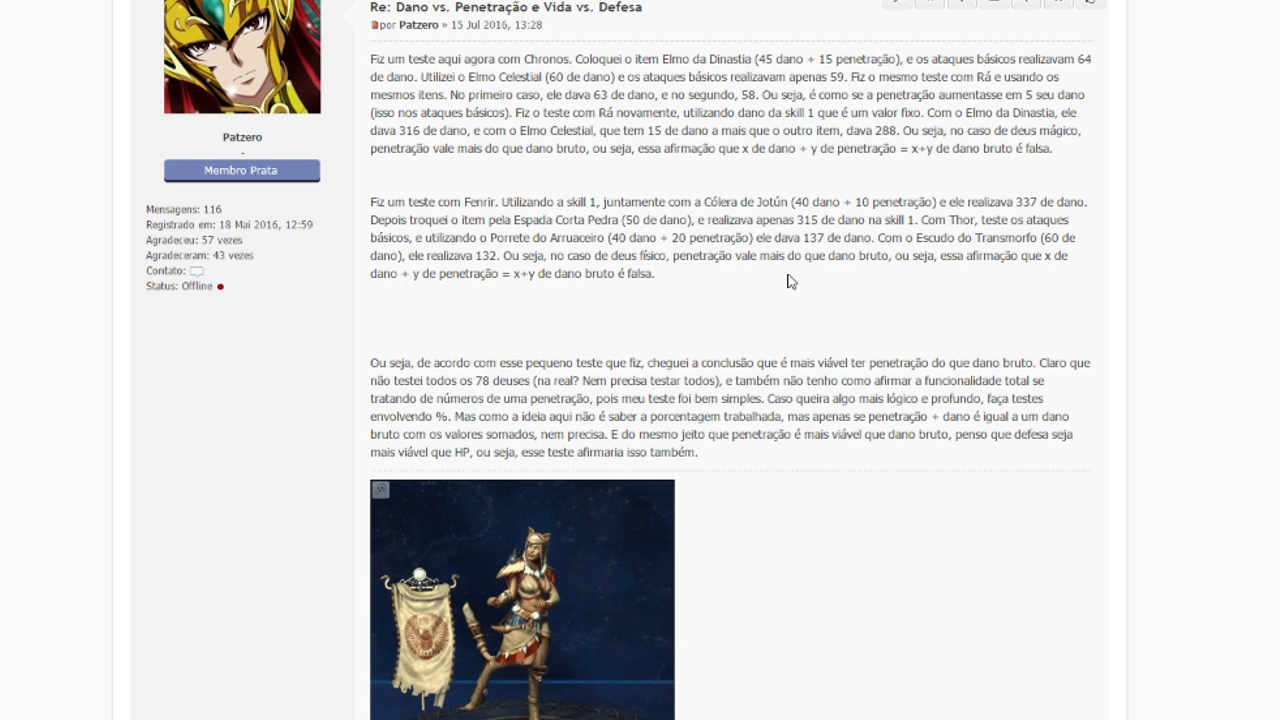 Re: Dano vs. Penetração e Vida vs. Defesa
por Patzero » 15 Jul 2016, 13:28
Patzero
-
Membro Prata
Mensagens: 116
Registrado em: 18 Mai 2016, 12:59
Agradeceu: 57 vezes
Agradeceram: 43 vezes
Contato:
Status: Offline
Fiz um teste aqui agora com Chronos. Coloquei o item Elmo da Dinastia (45 dano + 15 penetração), e os ataques básicos realizavam 64
de dano. Utilizei o Elmo Celestial (60 de dano) e os ataques básicos realizavam apenas 59. Fiz o mesmo teste com Rá e usando os
mesmos itens. No primeiro caso, ele dava 63 de dano, e no segundo, 58. Ou seja, é como se a penetração aumentasse em 5 seu dano
(isso nos ataques básicos). Fiz o teste com Rá novamente, utilizando dano da skill 1 que é um valor fixo. Com o Elmo da Dinastia, ele
dava 316 de dano, e com o Elmo Celestial, que tem 15 de dano a mais que o outro item, dava 288. Ou seja, no caso de deus mágico,
penetração vale mais do que dano bruto, ou seja, essa afirmação que x de dano + y de penetração = x+y de dano bruto é falsa.
Fiz um teste com Fenrir. Utilizando a skill 1, juntamente com a Cólera de Jotún (40 dano + 10 penetração) e ele realizava 337 de dano.
Depois troquei o item pela Espada Corta Pedra (50 de dano), e realizava apenas 315 de dano na skill 1. Com Thor, teste os ataques
básicos, e utilizando o Porrete do Arruaceiro (40 dano + 20 penetração) ele dava 137 de dano. Com o Escudo do Transmorfo (60 de
dano), ele realizava 132. Ou seja, no caso de deus físico, penetração vale mais do que dano bruto, ou seja, essa afirmação que x de
dano + y de penetração = x+y de dano bruto é falsa.
Ou seja, de acordo com esse pequeno teste que fiz, cheguei a conclusão que é mais viável ter penetração do que dano bruto. Claro que
não testei todos os 78 deuses (na real? Nem precisa testar todos), e também não tenho como afirmar a funcionalidade total se
tratando de números de uma penetração, pois meu teste foi bem simples. Caso queira algo mais lógico e profundo, faça testes
envolvendo %. Mas como a ideia aqui não é saber a porcentagem trabalhada, mas apenas se penetração + dano é igual a um dano
bruto com os valores somados, nem precisa. E do mesmo jeito que penetração é mais viável que dano bruto, penso que defesa seja
mais viável que HP, ou seja, esse teste afirmaria isso também.